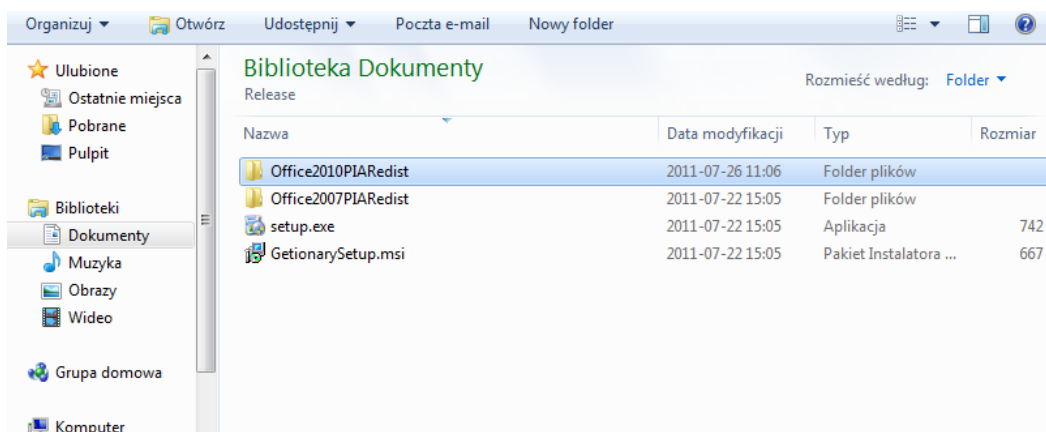 Organizuj Otwórz Udostępnij Poczta e-mail Nowy folder
Ulubione
Ostatnie miejsca
Pobrane
Pulpit
Biblioteki
Dokumenty
Muzyka
Obrazy
Wideo
Grupa domowa
Komputer
Biblioteka Dokumenty
Release
Rozmieść według: Folder
Nazwa Data modyfikacji Typ Rozmiar
Office2010PIARedist 2011-07-26 11:06 Folder plików
Office2007PIARedist 2011-07-22 15:05 Folder plików
setup.exe 2011-07-22 15:05 Aplikacja 742
GetionarySetup.msi 2011-07-22 15:05 Pakiet Instalatora ... 667